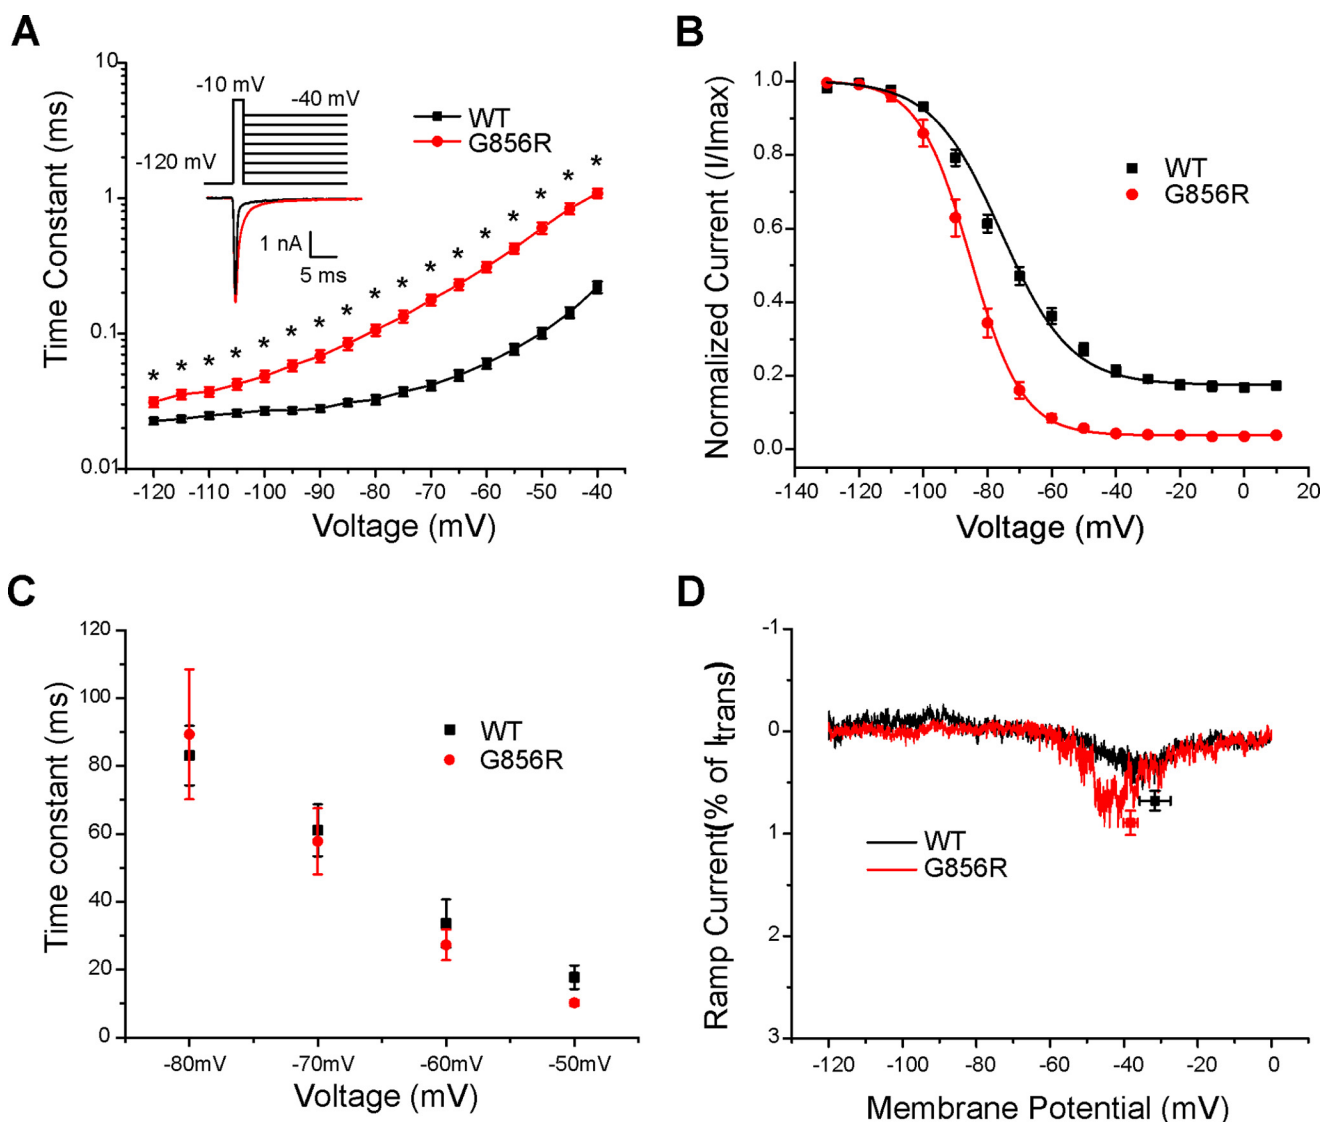 A
Time Constant (ms)
10
1
0.1
0.01
-10 mV
-40 mV
-120 mV
1 nA
5 ms
WT
G856R
* * * * * * * * * * * * * * * * *
-120 -110 -100 -90 -80 -70 -60 -50 -40
Voltage (mV)
B
Normalized Current (I/Imax)
1.0
0.8
0.6
0.4
0.2
0.0
WT
G856R
-140 -120 -100 -80 -60 -40 -20 0 20
Voltage (mV)
C
Time constant (ms)
120
100
80
60
40
20
0
WT
G856R
-80mV -70mV -60mV -50mV
Voltage (mV)
D
Ramp Current(% of Itrans)
-1
0
1
2
3
WT
G856R
-120 -100 -80 -60 -40 -20 0
Membrane Potential (mV)